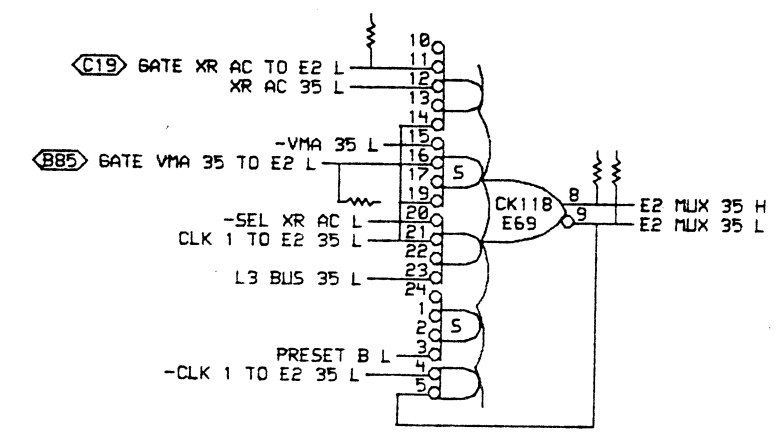 10
C19 GATE XR AC TO E2 L 11
XR AC 35 L 12
13
14
-VMA 35 L 15
B85 GATE VMA 35 TO E2 L 16
17
S
19
-SEL XR AC L 20
CLK 1 TO E2 35 L 21
22
L3 BUS 35 L 23
24
CK118
E69
8 E2 MUX 35 H
9 E2 MUX 35 L
1
2
S
PRESET B L 3
-CLK 1 TO E2 35 L 4
5